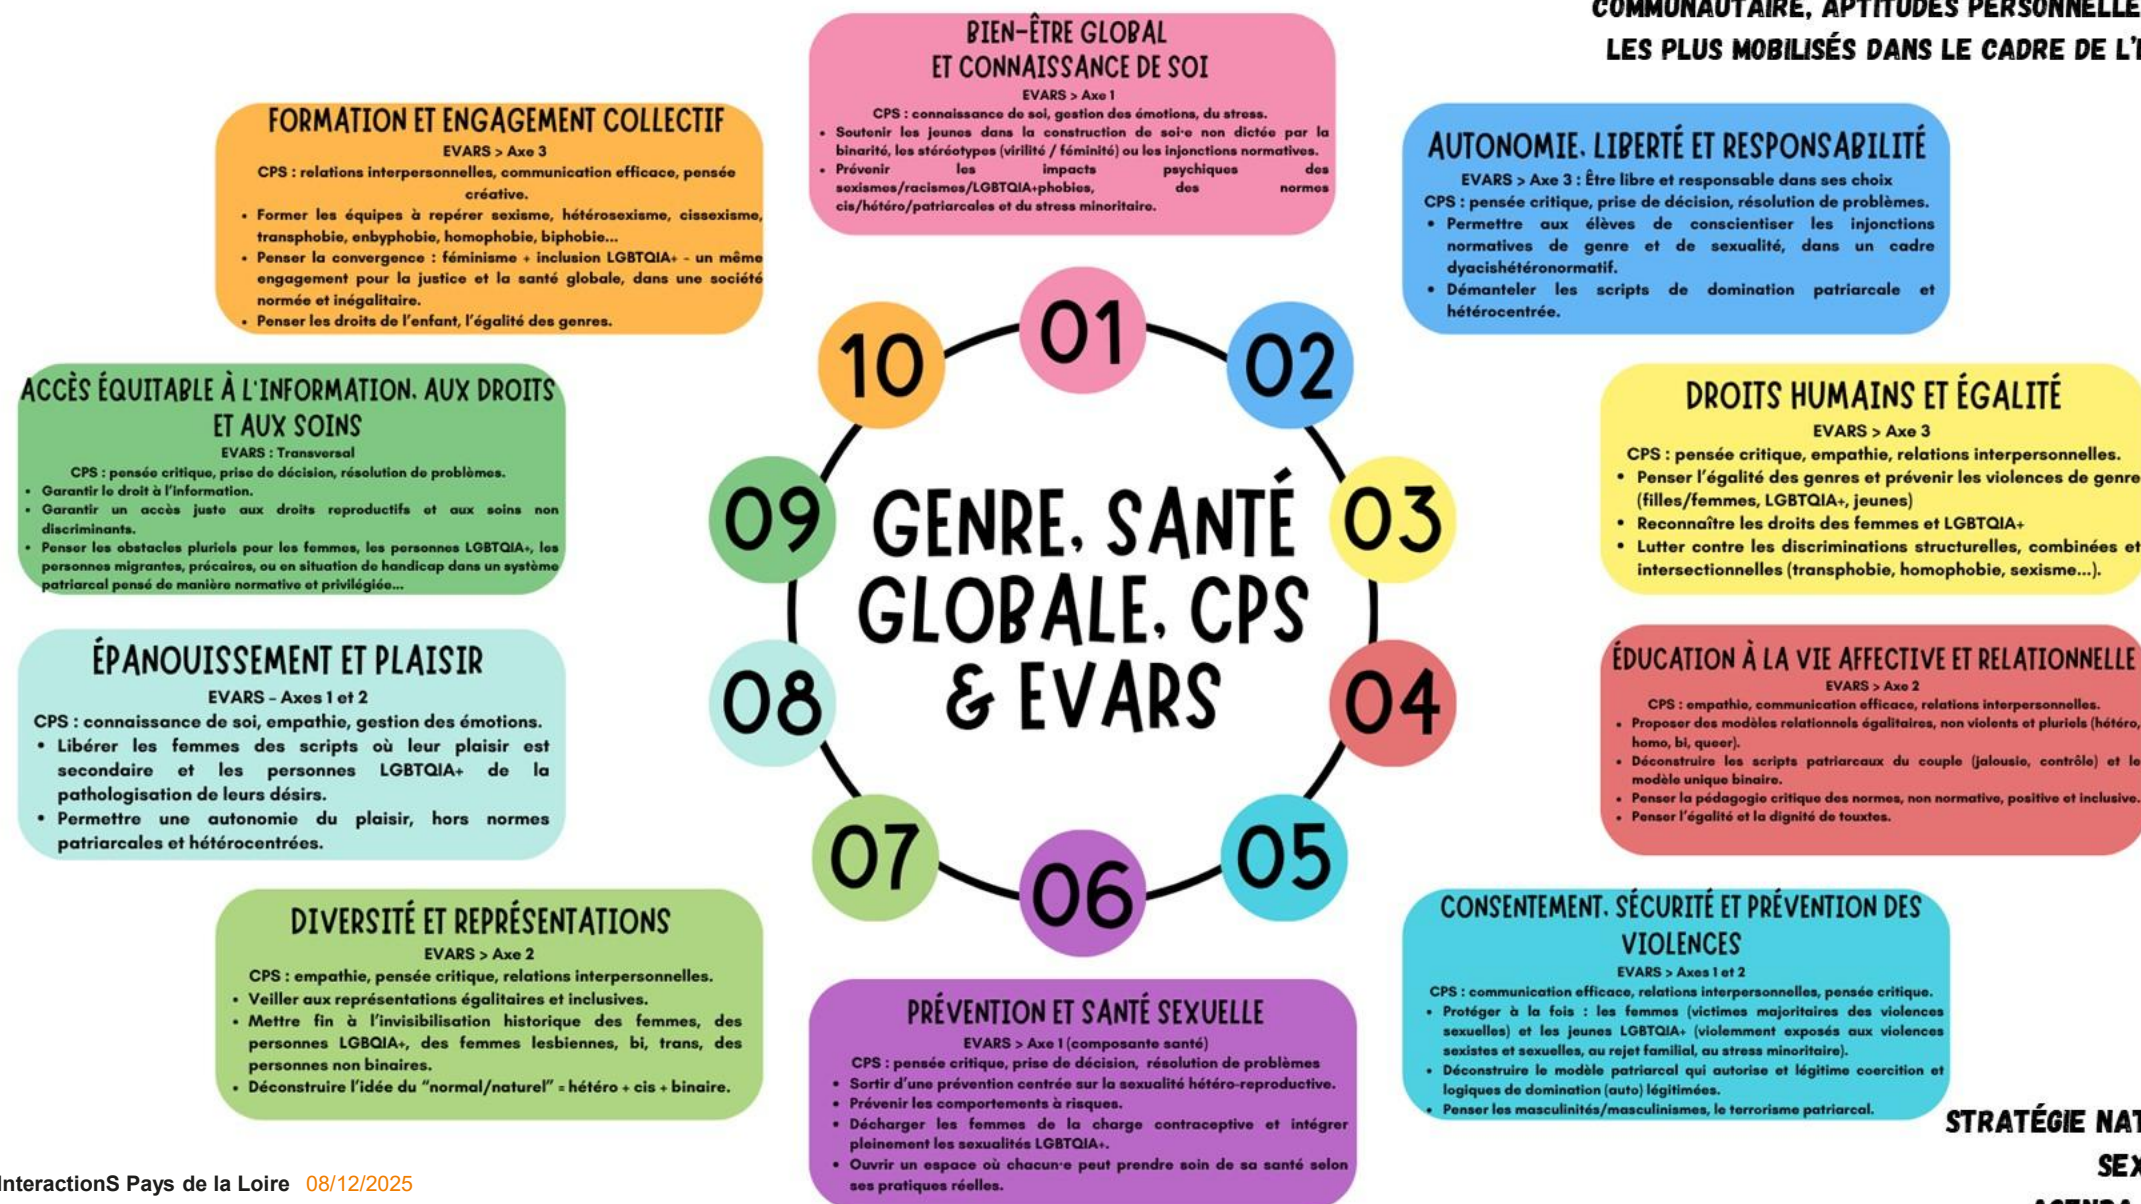 COMMUNAUTAIRE, APTITUDES PERSONNELLE
LES PLUS MOBILISÉS DANS LE CADRE DE L'
BIEN-ÊTRE GLOBAL
ET CONNAISSANCE DE SOI
EVARS > Axe 1
CPS : connaissance de soi, gestion des émotions, du stress.
• Soutenir les jeunes dans la construction de soi·e non dictée par la
binarité, les stéréotypes (virilité / féminité) ou les injonctions normatives.
• Prévenir les impacts psychiques des
sexismes/racismes/LGBTQIA+phobies, des normes
cis/hétéro/patriarcales et du stress minoritaire.
AUTONOMIE, LIBERTÉ ET RESPONSABILITÉ
EVARS > Axe 3 : Être libre et responsable dans ses choix
CPS : pensée critique, prise de décision, résolution de problèmes.
• Permettre aux élèves de conscientiser les injonctions
normatives de genre et de sexualité, dans un cadre
dyacishétéronormatif.
• Démanteler les scripts de domination patriarcale et
hétérocentrée.
DROITS HUMAINS ET ÉGALITÉ
EVARS > Axe 3
CPS : pensée critique, empathie, relations interpersonnelles.
• Penser l'égalité des genres et prévenir les violences de genre
(filles/femmes, LGBTQIA+, jeunes)
• Reconnaître les droits des femmes et LGBTQIA+
• Lutter contre les discriminations structurelles, combinées et
intersectionnelles (transphobie, homophobie, sexisme...).
ÉDUCATION À LA VIE AFFECTIVE ET RELATIONNELLE
EVARS > Axe 2
CPS : empathie, communication efficace, relations interpersonnelles.
• Proposer des modèles relationnels égalitaires, non violents et pluriels (hétéro,
homo, bi, queer).
• Déconstruire les scripts patriarcaux du couple (jalousie, contrôle) et le
modèle unique binaire.
• Penser la pédagogie critique des normes, non normative, positive et inclusive.
• Penser l'égalité et la dignité de touxtes.
CONSENTEMENT, SÉCURITÉ ET PRÉVENTION DES
VIOLENCES
EVARS > Axes 1 et 2
CPS : communication efficace, relations interpersonnelles, pensée critique.
• Protéger à la fois : les femmes (victimes majoritaires des violences
sexuelles) et les jeunes LGBTQIA+ (violemment exposés aux violences
sexistes et sexuelles, au rejet familial, au stress minoritaire).
• Déconstruire le modèle patriarcal qui autorise et légitime coercition et
logiques de domination (auto) légitimées.
• Penser les masculinités/masculinismes, le terrorisme patriarcal.
PRÉVENTION ET SANTÉ SEXUELLE
EVARS > Axe 1 (composante santé)
CPS : pensée critique, prise de décision, résolution de problèmes
• Sortir d'une prévention centrée sur la sexualité hétéro-reproductive.
• Prévenir les comportements à risques.
• Décharger les femmes de la charge contraceptive et intégrer
pleinement les sexualités LGBTQIA+.
• Ouvrir un espace où chacun·e peut prendre soin de sa santé selon
ses pratiques réelles.
DIVERSITÉ ET REPRÉSENTATIONS
EVARS > Axe 2
CPS : empathie, pensée critique, relations interpersonnelles.
• Veiller aux représentations égalitaires et inclusives.
• Mettre fin à l'invisibilisation historique des femmes, des
personnes LGBQIA+, des femmes lesbiennes, bi, trans, des
personnes non binaires.
• Déconstruire l'idée du "normal/naturel" = hétéro + cis + binaire.
ÉPANOUISSEMENT ET PLAISIR
EVARS - Axes 1 et 2
CPS : connaissance de soi, empathie, gestion des émotions.
• Libérer les femmes des scripts où leur plaisir est
secondaire et les personnes LGBTQIA+ de la
pathologisation de leurs désirs.
• Permettre une autonomie du plaisir, hors normes
patriarcales et hétérocentrées.
ACCÈS ÉQUITABLE À L'INFORMATION, AUX DROITS
ET AUX SOINS
EVARS : Transversal
CPS : pensée critique, prise de décision, résolution de problèmes.
• Garantir le droit à l'information.
• Garantir un accès juste aux droits reproductifs et aux soins non
discriminants.
• Penser les obstacles pluriels pour les femmes, les personnes LGBTQIA+, les
personnes migrantes, précaires, ou en situation de handicap dans un système
patriarcal pensé de manière normative et privilégiée...
FORMATION ET ENGAGEMENT COLLECTIF
EVARS > Axe 3
CPS : relations interpersonnelles, communication efficace, pensée
créative.
• Former les équipes à repérer sexisme, hétérosexisme, cissexisme,
transphobie, enbyphobie, homophobie, biphobie...
• Penser la convergence : féminisme + inclusion LGBTQIA+ - un même
engagement pour la justice et la santé globale, dans une société
normée et inégalitaire.
• Penser les droits de l'enfant, l'égalité des genres.
01
02
03
04
05
06
07
08
09
10
GENRE, SANTÉ
GLOBALE, CPS
& EVARS
STRATÉGIE NAT
SEX
InteractionS Pays de la Loire 08/12/2025